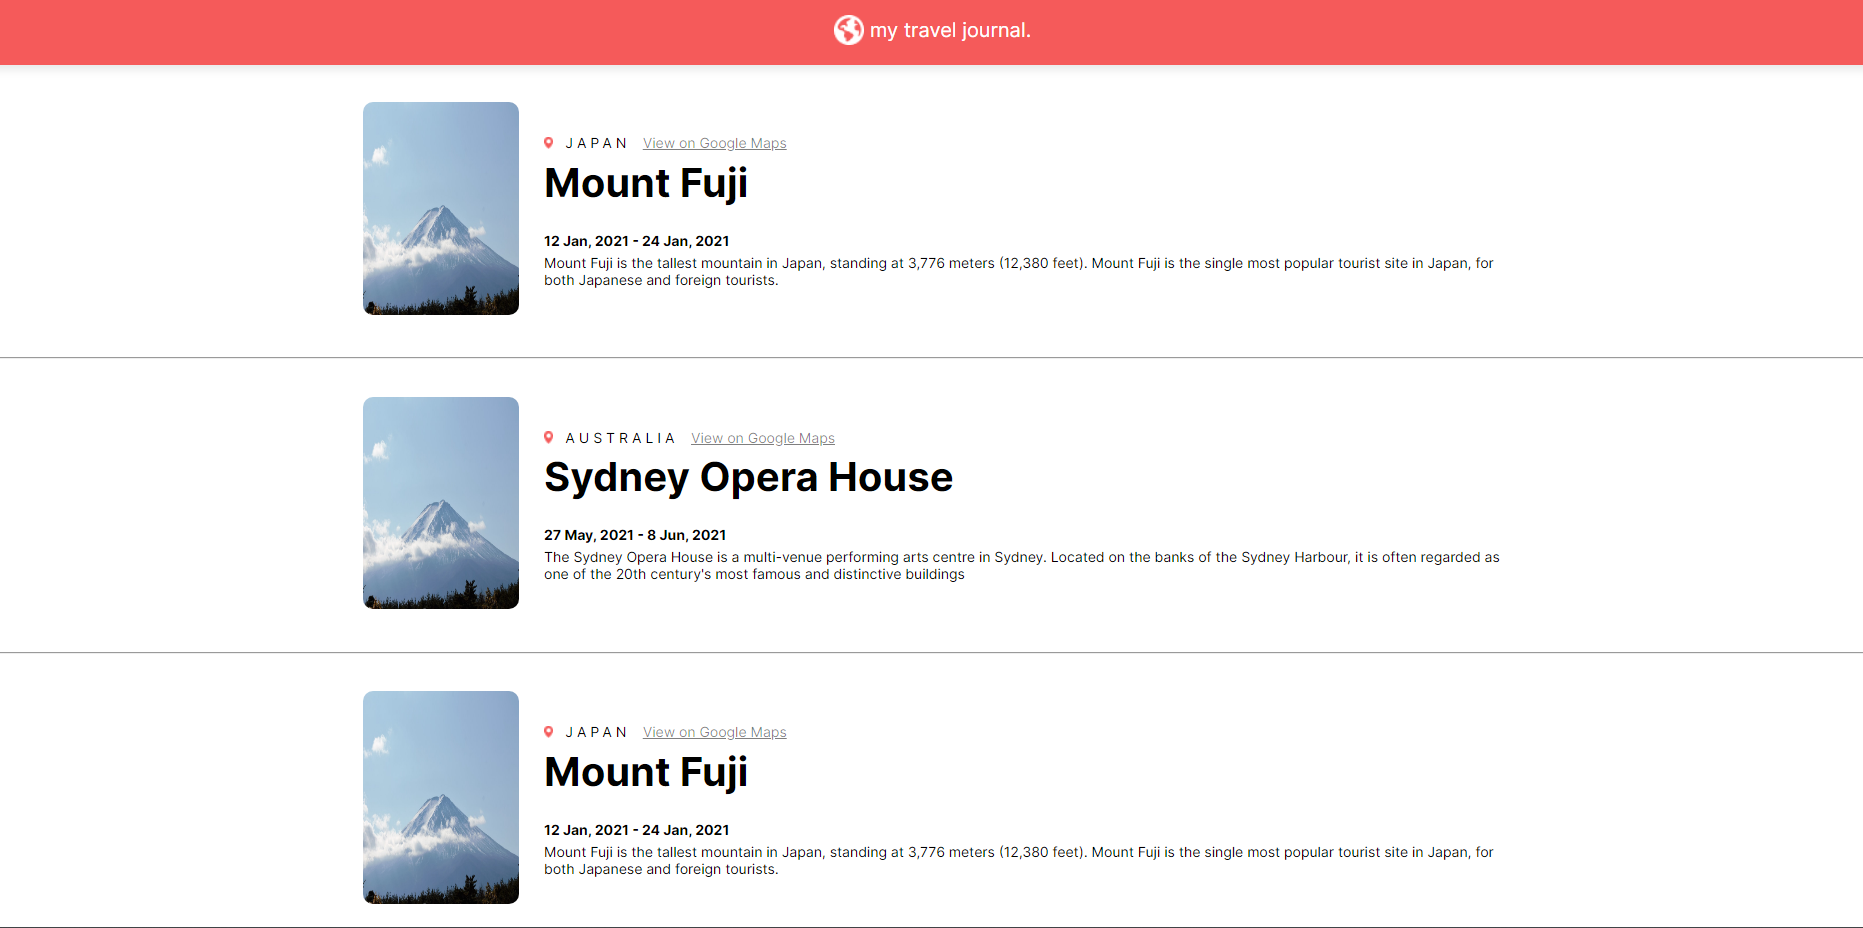 my travel journal.
JAPAN View on Google Maps
Mount Fuji
12 Jan, 2021 - 24 Jan, 2021
Mount Fuji is the tallest mountain in Japan, standing at 3,776 meters (12,380 feet). Mount Fuji is the single most popular tourist site in Japan, for
both Japanese and foreign tourists.
AUSTRALIA View on Google Maps
Sydney Opera House
27 May, 2021 - 8 Jun, 2021
The Sydney Opera House is a multi-venue performing arts centre in Sydney. Located on the banks of the Sydney Harbour, it is often regarded as
one of the 20th century's most famous and distinctive buildings
JAPAN View on Google Maps
Mount Fuji
12 Jan, 2021 - 24 Jan, 2021
Mount Fuji is the tallest mountain in Japan, standing at 3,776 meters (12,380 feet). Mount Fuji is the single most popular tourist site in Japan, for
both Japanese and foreign tourists.